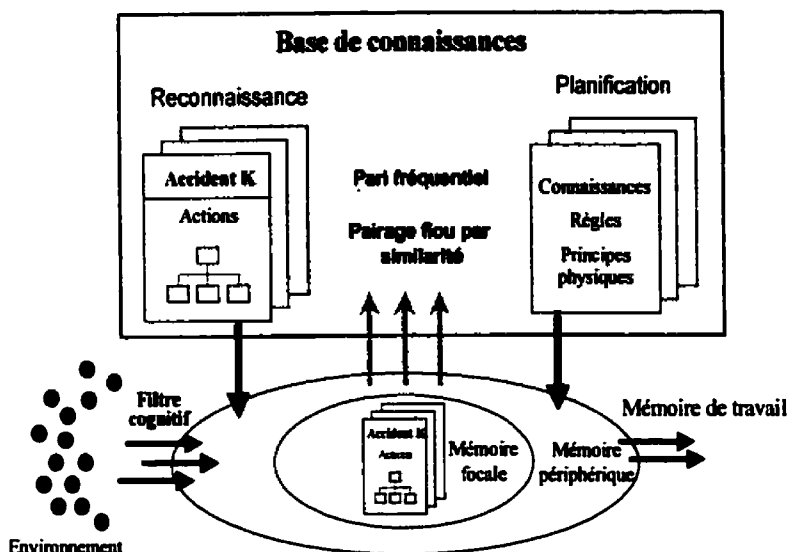 Base de connaissances
Reconnaissance
Planification
Accident K
Actions
Pari fréquentiel
Pairage flou par
similarité
Connaissances
Règles
Principes
physiques
Filtre
cognitif
Accident K
Actions
Mémoire
focale
Mémoire
périphérique
Mémoire de travail
Environnement